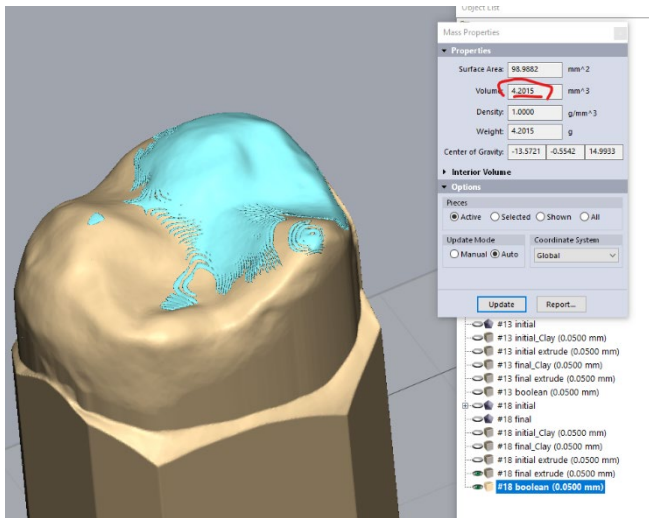 Object List
Mass Properties
Properties
Surface Area: 98.9882 mm^2
Volume: 4.2015 mm^3
Density: 1.0000 g/mm^3
Weight: 4.2015 g
Center of Gravity: -13.5721 -0.5542 14.9933
Interior Volume
Options
Pieces
Active Selected Shown All
Update Mode Coordinate System
Manual Auto Global
Update Report...
#13 initial
#13 initial_Clay (0.0500 mm)
#13 initial extrude (0.0500 mm)
#13 final_Clay (0.0500 mm)
#13 final extrude (0.0500 mm)
#13 boolean (0.0500 mm)
#18 initial
#18 final
#18 initial_Clay (0.0500 mm)
#18 final_Clay (0.0500 mm)
#18 initial extrude (0.0500 mm)
#18 final extrude (0.0500 mm)
#18 boolean (0.0500 mm)